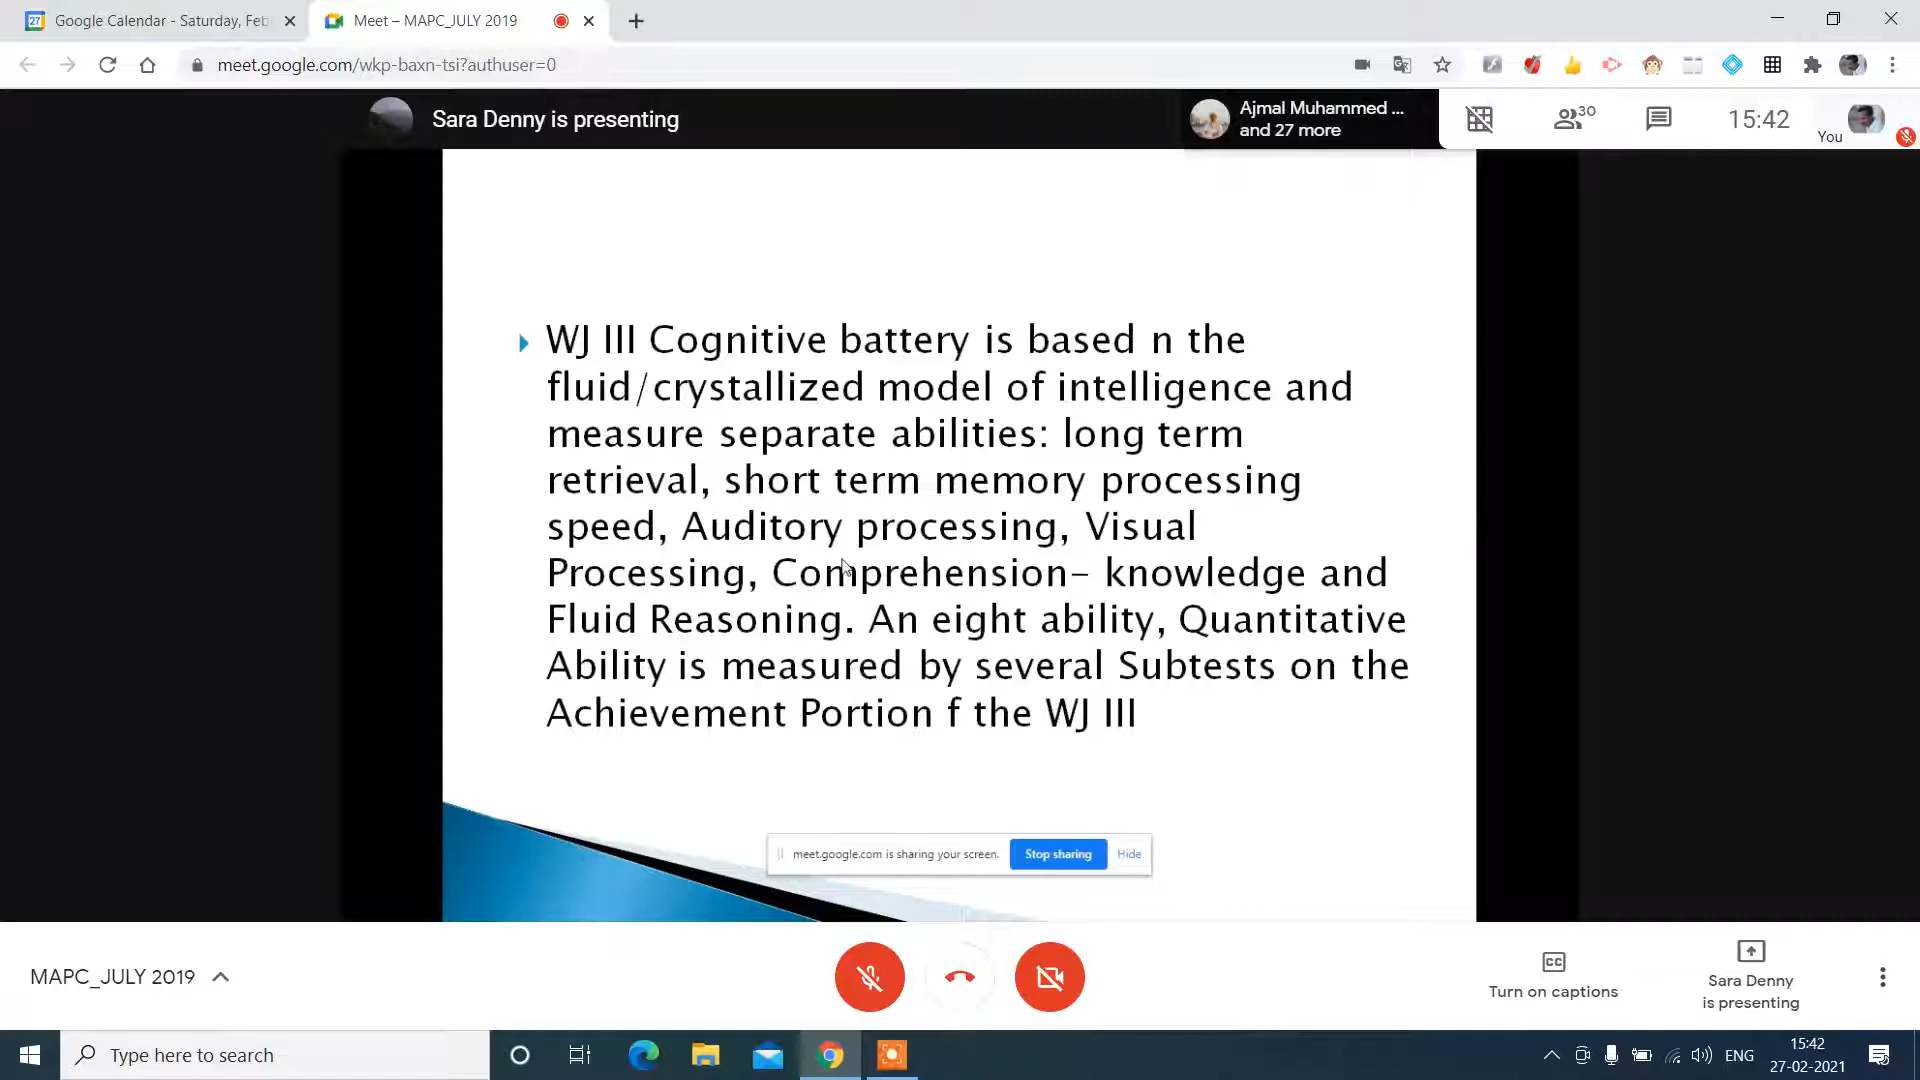 Google Calendar - Saturday, Feb
Meet – MAPC_JULY 2019
meet.google.com/wkp-baxn-tsi?authuser=0
Sara Denny is presenting
Ajmal Muhammed ...
and 27 more
30
15:42
You
WJ III Cognitive battery is based n the
fluid/crystallized model of intelligence and
measure separate abilities: long term
retrieval, short term memory processing
speed, Auditory processing, Visual
Processing, Comprehension- knowledge and
Fluid Reasoning. An eight ability, Quantitative
Ability is measured by several Subtests on the
Achievement Portion f the WJ III
meet.google.com is sharing your screen.
Stop sharing
Hide
MAPC_JULY 2019
CC
Turn on captions
Sara Denny
is presenting
Type here to search
ENG
15:42
27-02-2021